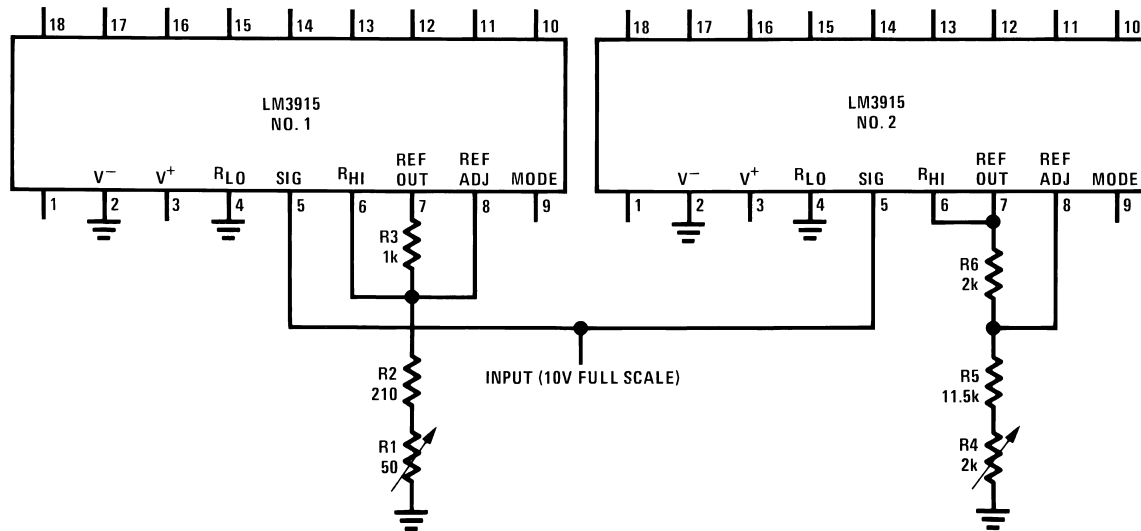 18 17 16 15 14 13 12 11 10
LM3915
NO. 1
V− V+ RLO SIG RHI REF OUT REF ADJ MODE
1 2 3 4 5 6 7 8 9
R3
1k
R2
210
R1
50
18 17 16 15 14 13 12 11 10
LM3915
NO. 2
V− V+ RLO SIG RHI REF OUT REF ADJ MODE
1 2 3 4 5 6 7 8 9
R6
2k
R5
11.5k
R4
2k
INPUT (10V FULL SCALE)